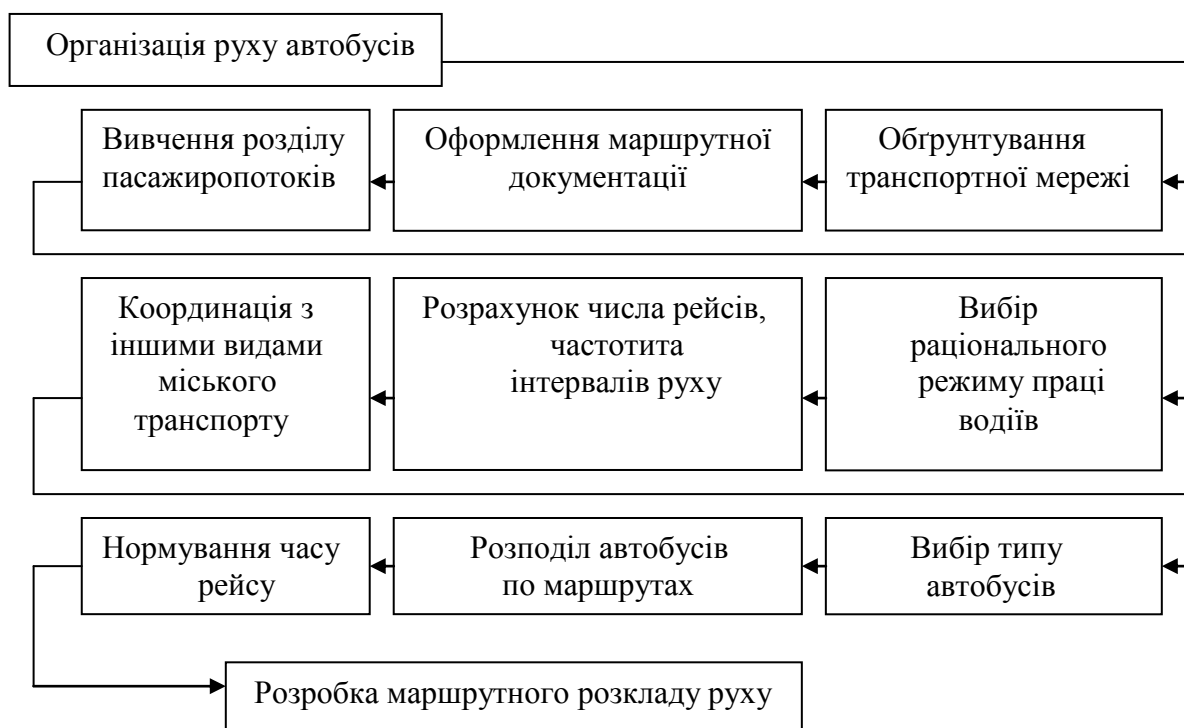 Організація руху автобусів
Вивчення розділу
пасажиропотоків
Оформлення маршрутної
документації
Обґрунтування
транспортної мережі
Координація з
іншими видами
міського
транспорту
Розрахунок числа рейсів,
частотита
інтервалів руху
Вибір
раціонального
режиму праці
водіїв
Нормування часу
рейсу
Розподіл автобусів
по маршрутах
Вибір типу
автобусів
Розробка маршрутного розкладу руху